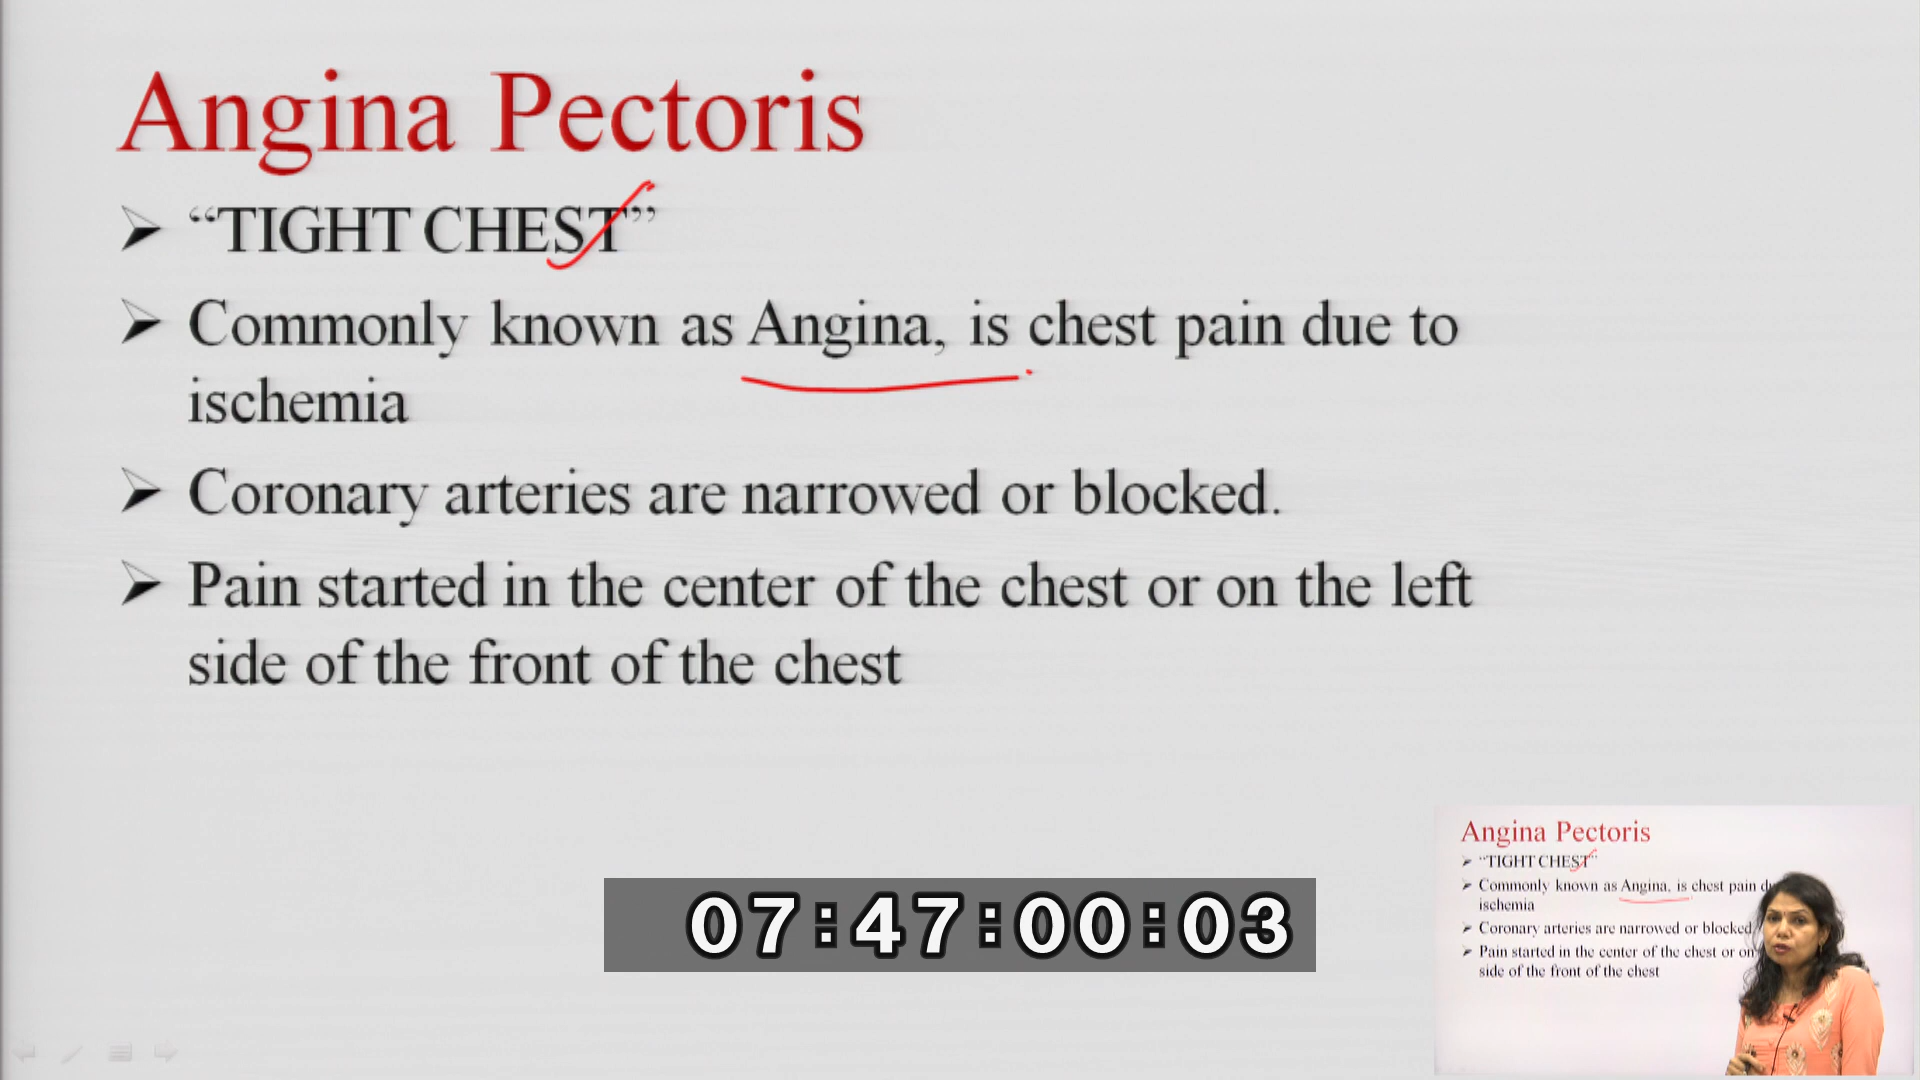 Angina Pectoris
➢ “TIGHT CHEST”
➢ Commonly known as Angina, is chest pain due to
ischemia
➢ Coronary arteries are narrowed or blocked.
➢ Pain started in the center of the chest or on the left
side of the front of the chest
07:47:00:03
Angina Pectoris
➢ “TIGHT CHEST”
➢ Commonly known as Angina, is chest pain
ischemia
➢ Coronary arteries are narrowed or blocked
➢ Pain started in the center of the chest or on
side of the front of the chest